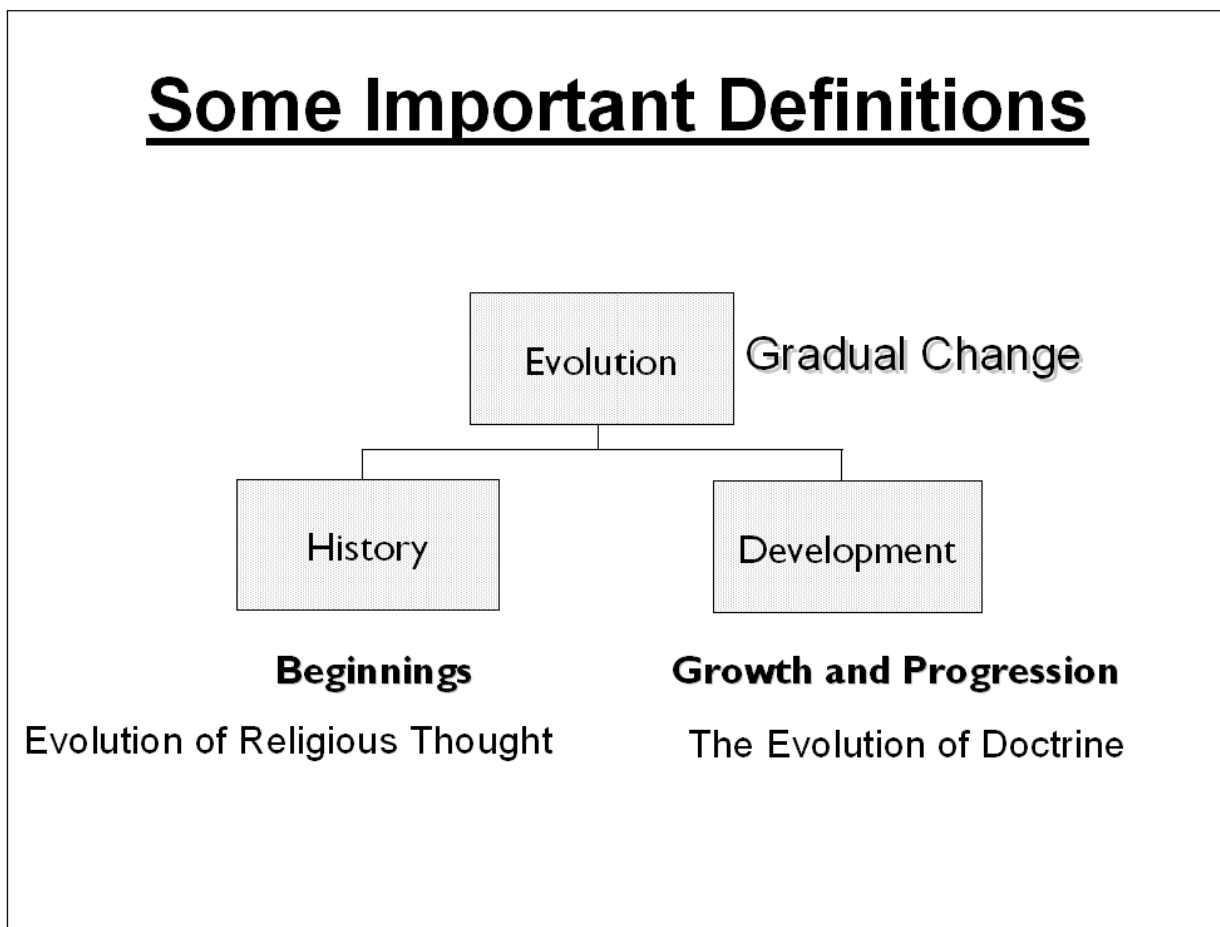 Some Important Definitions
Evolution
Gradual Change
History
Development
Beginnings
Growth and Progression
Evolution of Religious Thought
The Evolution of Doctrine